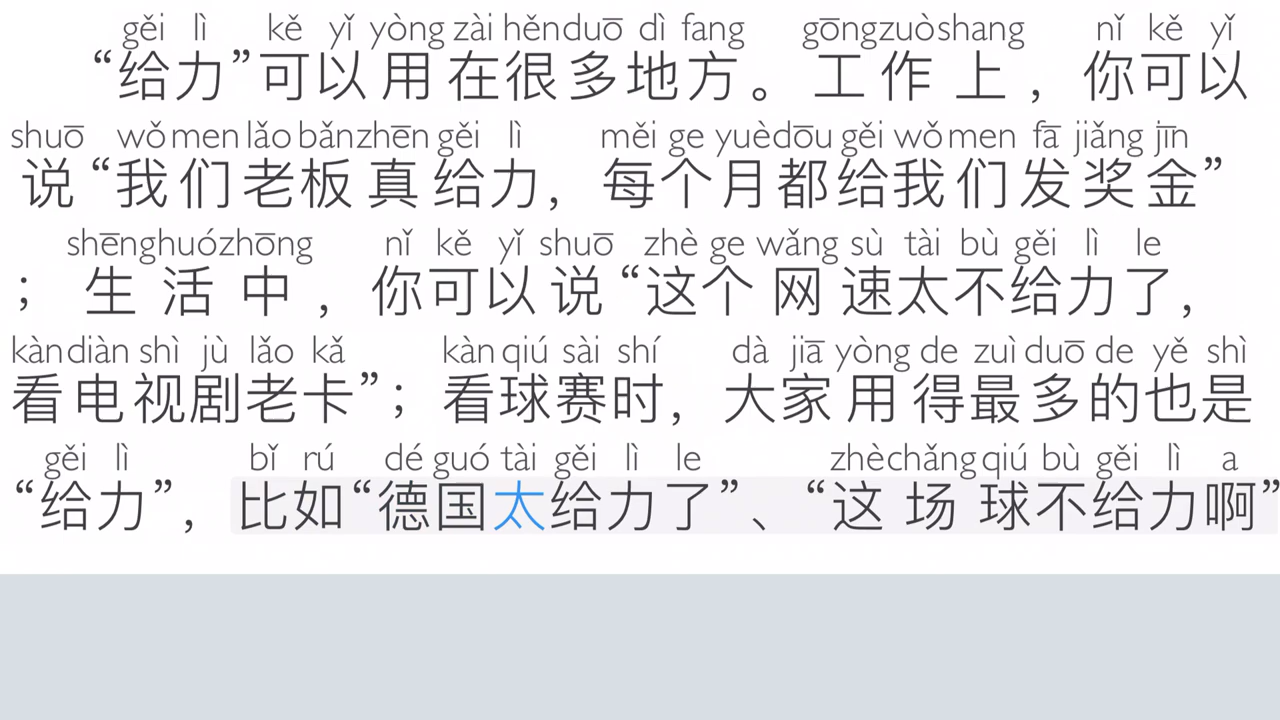 gěi lì kě yǐ yòng zài hěnduō dì fang gōngzuòshang nǐ kě yǐ
“给力”可以用在很多地方。工作上，你可以
shuō wǒ men lǎo bǎnzhēn gěi lì měi ge yuèdōu gěi wǒ men fā jiǎng jīn
说“我们老板真给力，每个月都给我们发奖金”
shēnghuózhōng nǐ kě yǐ shuō zhè ge wǎng sù tài bù gěi lì le
；生活中，你可以说“这个网速太不给力了，
kàndiàn shì jù lǎo kǎ kàn qiú sài shí dà jiā yòng de zuì duō de yě shì
看电视剧老卡”；看球赛时，大家用得最多的也是
gěi lì bǐ rú dé guó tài gěi lì le zhèchǎng qiú bù gěi lì a
“给力”，比如“德国太给力了”、“这场球不给力啊”